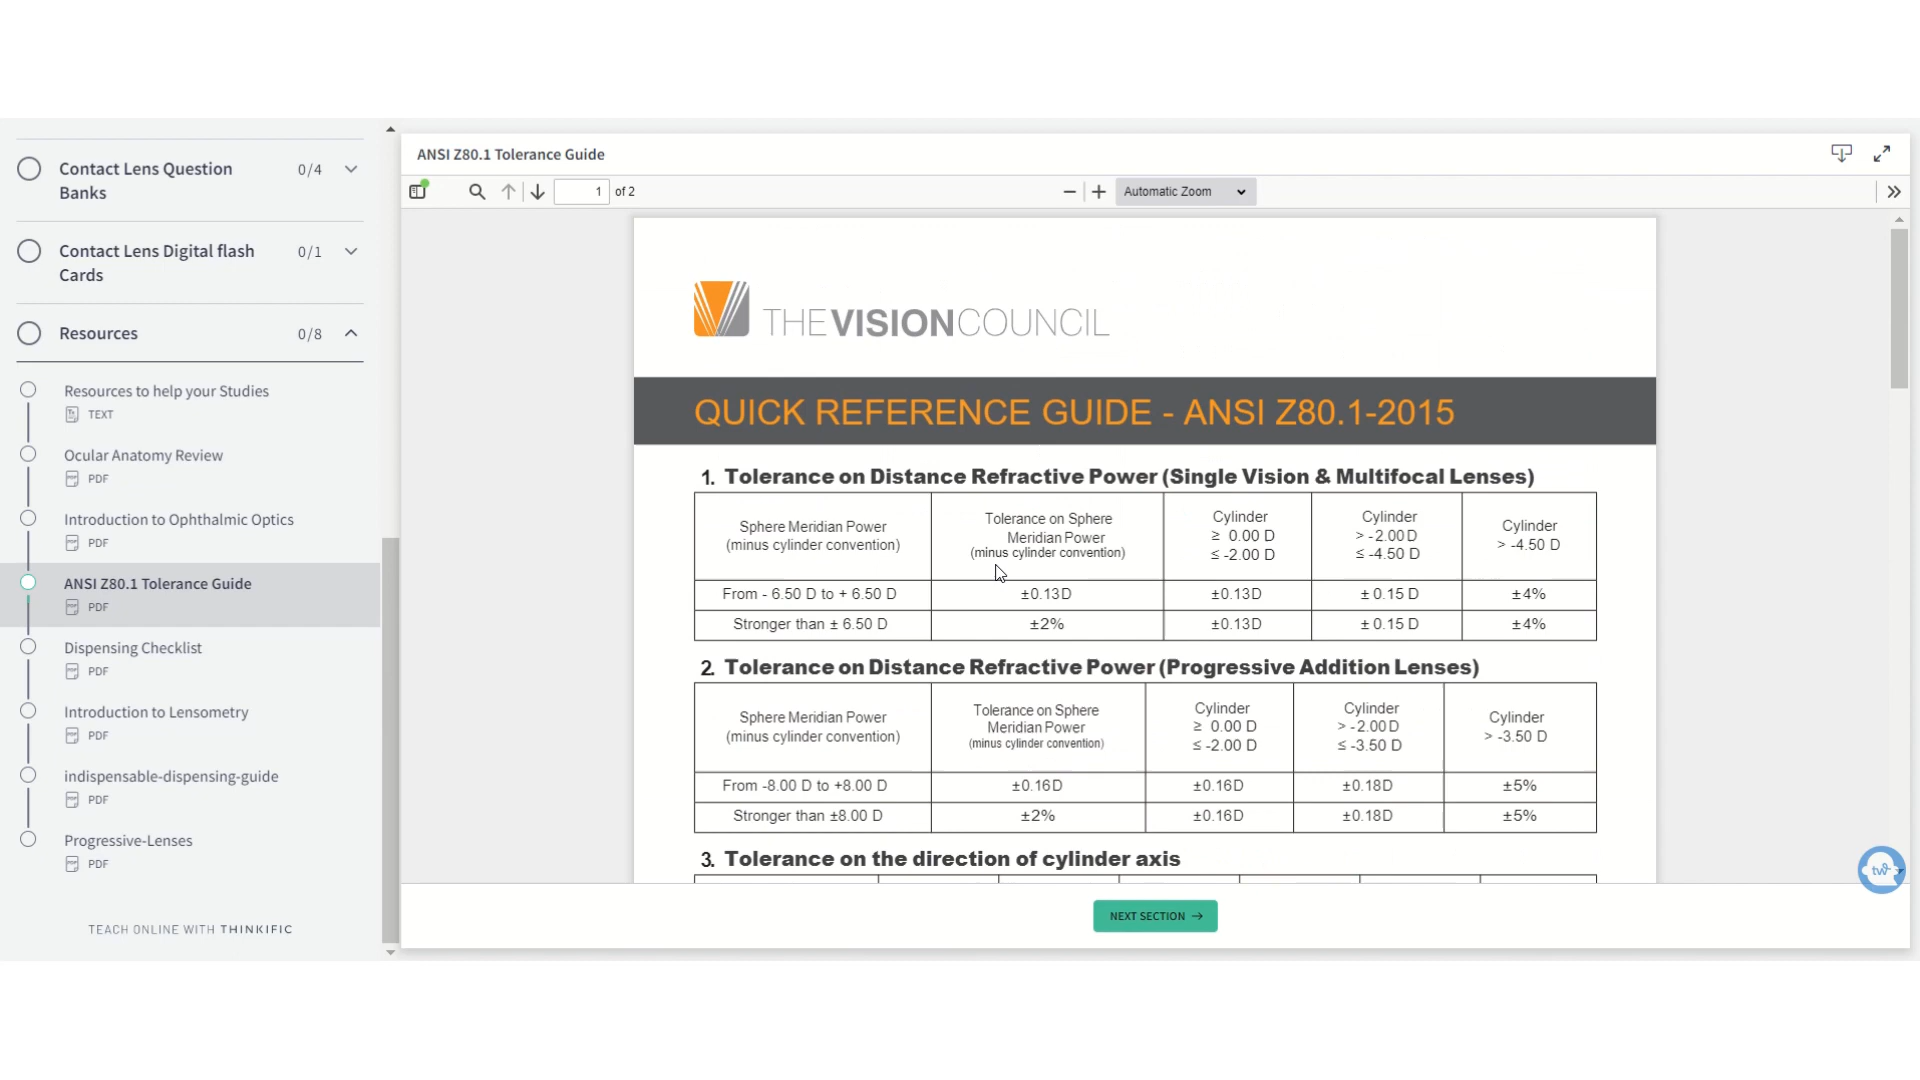 Contact Lens Question
Banks
0/4
Contact Lens Digital flash
Cards
0/1
Resources
0/8
Resources to help your Studies
TEXT
Ocular Anatomy Review
PDF
Introduction to Ophthalmic Optics
PDF
ANSI Z80.1 Tolerance Guide
PDF
Dispensing Checklist
PDF
Introduction to Lensometry
PDF
indispensable-dispensing-guide
PDF
Progressive-Lenses
PDF
TEACH ONLINE WITH THINKIFIC
ANSI Z80.1 Tolerance Guide
1 of 2
Automatic Zoom
THEVISIONCOUNCIL
QUICK REFERENCE GUIDE - ANSI Z80.1-2015
1. Tolerance on Distance Refractive Power (Single Vision & Multifocal Lenses)
Sphere Meridian Power
(minus cylinder convention)
Tolerance on Sphere
Meridian Power
(minus cylinder convention)
Cylinder
≥ 0.00 D
≤ -2.00 D
Cylinder
> -2.00D
≤ -4.50 D
Cylinder
> -4.50 D
From - 6.50 D to + 6.50 D ±0.13D ±0.13D ± 0.15 D ±4%
Stronger than ± 6.50 D ±2% ±0.13D ± 0.15 D ±4%
2. Tolerance on Distance Refractive Power (Progressive Addition Lenses)
Sphere Meridian Power
(minus cylinder convention)
Tolerance on Sphere
Meridian Power
(minus cylinder convention)
Cylinder
≥ 0.00 D
≤ -2.00 D
Cylinder
> -2.00D
≤ -3.50 D
Cylinder
> -3.50 D
From -8.00 D to +8.00 D ±0.16D ±0.16D ±0.18D ±5%
Stronger than ±8.00 D ±2% ±0.16D ±0.18D ±5%
3. Tolerance on the direction of cylinder axis
NEXT SECTION →
tw